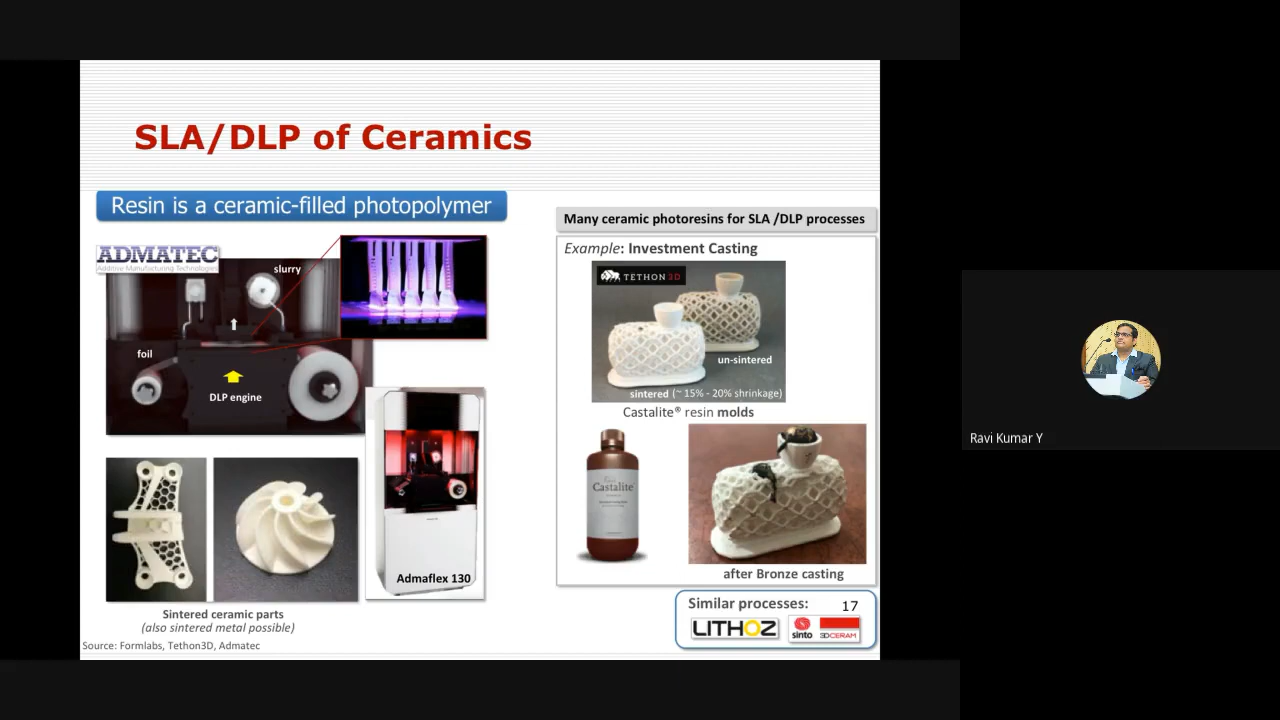 SLA/DLP of Ceramics
Resin is a ceramic-filled photopolymer
ADMATEC
Additive Manufacturing Technologies
slurry
foil
DLP engine
Admaflex 130
Sintered ceramic parts
(also sintered metal possible)
Source: Formlabs, Tethon3D, Admatec
Many ceramic photoresins for SLA /DLP processes
Example: Investment Casting
TETHON 3D
un-sintered
sintered (~ 15% - 20% shrinkage)
Castalite® resin molds
Castalite
after Bronze casting
Similar processes:
17
LITHOZ
sinto
3DCERAM
Ravi Kumar Y